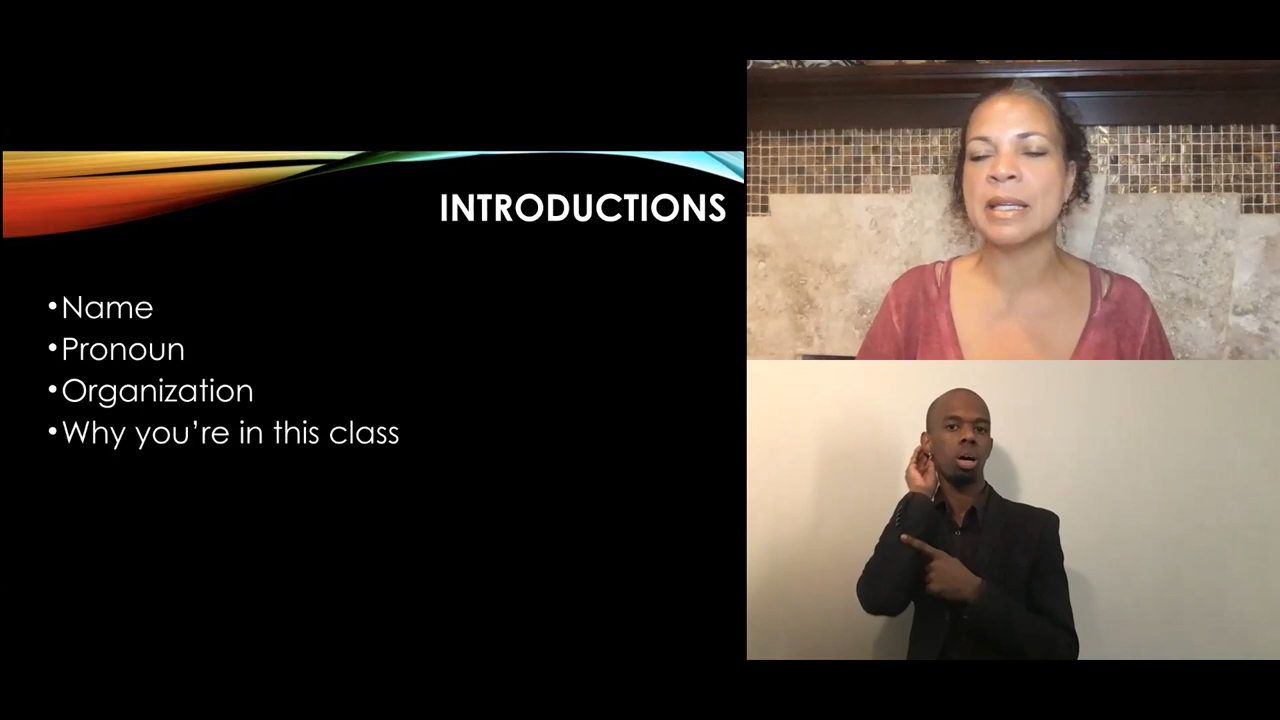 INTRODUCTIONS
•Name
•Pronoun
•Organization
•Why you’re in this class